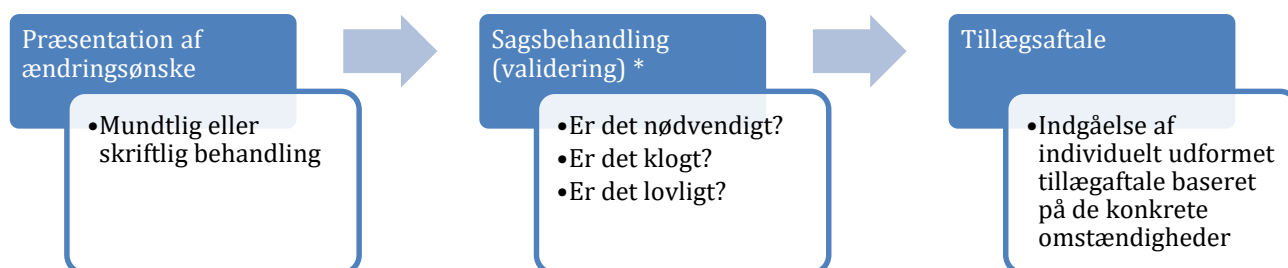 Præsentation af
ændringsønske
•Mundtlig eller
skriftlig behandling
Sagsbehandling
(validering) *
•Er det nødvendigt?
•Er det klogt?
•Er det lovligt?
Tillægsaftale
•Indgåelse af
individuelt udformet
tillægaftale baseret
på de konkrete
omstændigheder